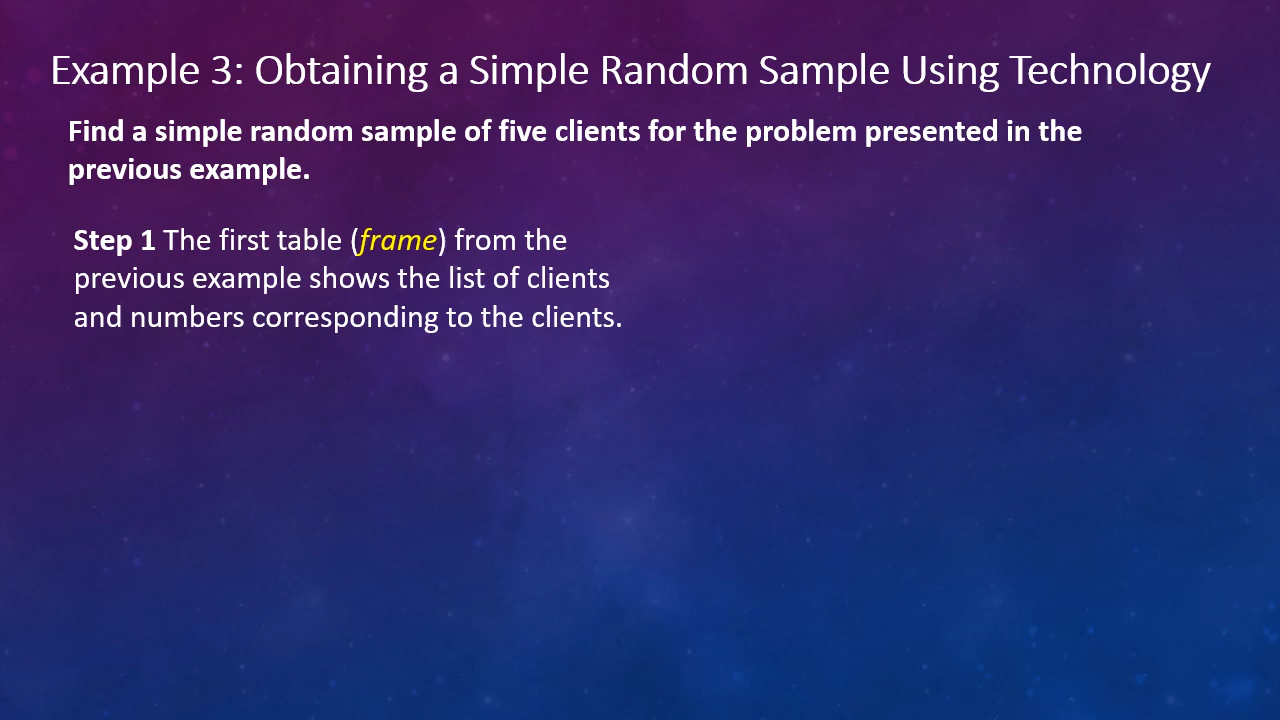 Example 3: Obtaining a Simple Random Sample Using Technology
Find a simple random sample of five clients for the problem presented in the
previous example.
Step 1 The first table (frame) from the
previous example shows the list of clients
and numbers corresponding to the clients.